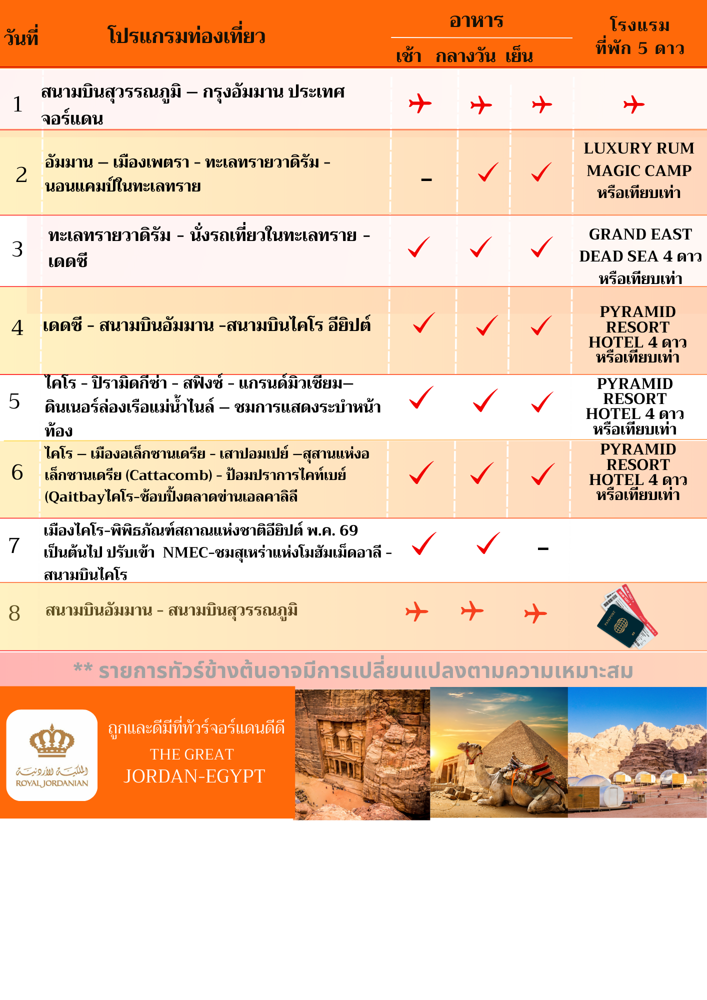 วันที่
โปรแกรมท่องเที่ยว
อาหาร
เช้า กลางวัน เย็น
โรงแรม
ที่พัก 5 ดาว
1
สนามบินสุวรรณภูมิ – กรุงอัมมาน ประเทศ
จอร์แดน
2
อัมมาน – เมืองเพตรา - ทะเลทรายวาดิรัม -
นอนแคมป์ในทะเลทราย
–
LUXURY RUM
MAGIC CAMP
หรือเทียบเท่า
3
ทะเลทรายวาดิรัม - นั่งรถเที่ยวในทะเลทราย -
เดดซี
GRAND EAST
DEAD SEA 4 ดาว
หรือเทียบเท่า
4
เดดซี - สนามบินอัมมาน -สนามบินไคโร อียิปต์
PYRAMID
RESORT
HOTEL 4 ดาว
หรือเทียบเท่า
5
ไคโร - ปิรามิดกีซ่า - สฟิงซ์ - แกรนด์มิวเซียม–
ดินเนอร์ล่องเรือแม่น้ำไนล์ – ชมการแสดงระบำหน้า
ท้อง
PYRAMID
RESORT
HOTEL 4 ดาว
หรือเทียบเท่า
6
ไคโร – เมืองอเล็กซานเดรีย - เสาปอมเปย์ –สุสานแห่งอ
เล็กซานเดรีย (Cattacomb) - ป้อมปราการไคท์เบย์
(Qaitbayไคโร-ช้อบปิ้งตลาดข่านเอลคาลิลี
PYRAMID
RESORT
HOTEL 4 ดาว
หรือเทียบเท่า
7
เมืองไคโร-พิพิธภัณฑ์สถาณแห่งชาติอียิปต์ พ.ค. 69
เป็นต้นไป ปรับเข้า NMEC-ชมสุเหร่าแห่งโมฮัมเม็ดอาลี -
สนามบินไคโร
–
8
สนามบินอัมมาน - สนามบินสุวรรณภูมิ
PASSPORT
** รายการทัวร์ข้างต้นอาจมีการเปลี่ยนแปลงตามความเหมาะสม
الملكية الأردنية
ROYAL JORDANIAN
ถูกและดีมีที่ทัวร์จอร์แดนดีดี
THE GREAT
JORDAN-EGYPT